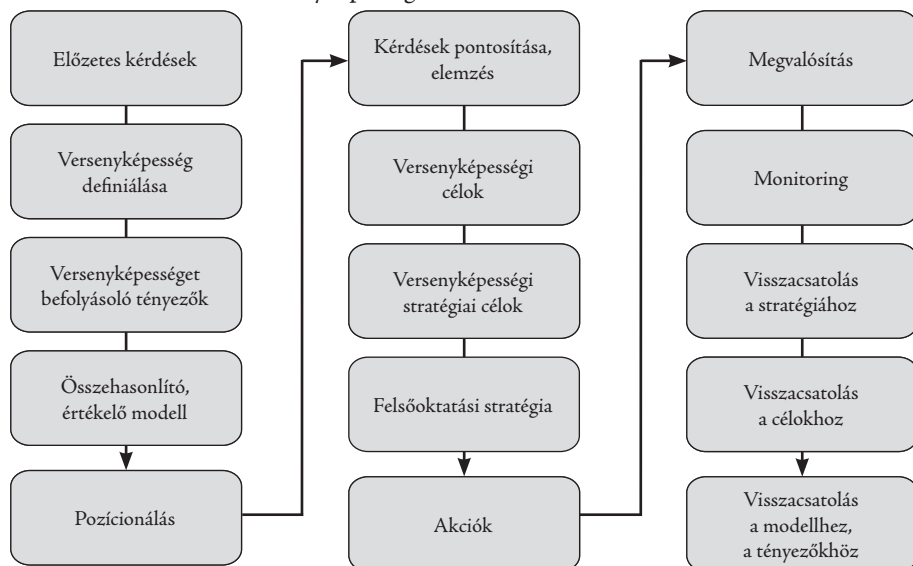 Előzetes kérdések
Versenyképesség
definiálása
Versenyképességet
befolyásoló tényezők
Összehasonlító,
értékelő modell
Pozícionálás
Kérdések pontosítása,
elemzés
Versenyképességi
célok
Versenyképességi
stratégiai célok
Felsőoktatási stratégia
Akciók
Megvalósítás
Monitoring
Visszacsatolás
a stratégiához
Visszacsatolás
a célokhoz
Visszacsatolás
a modellhez,
a tényezőkhöz